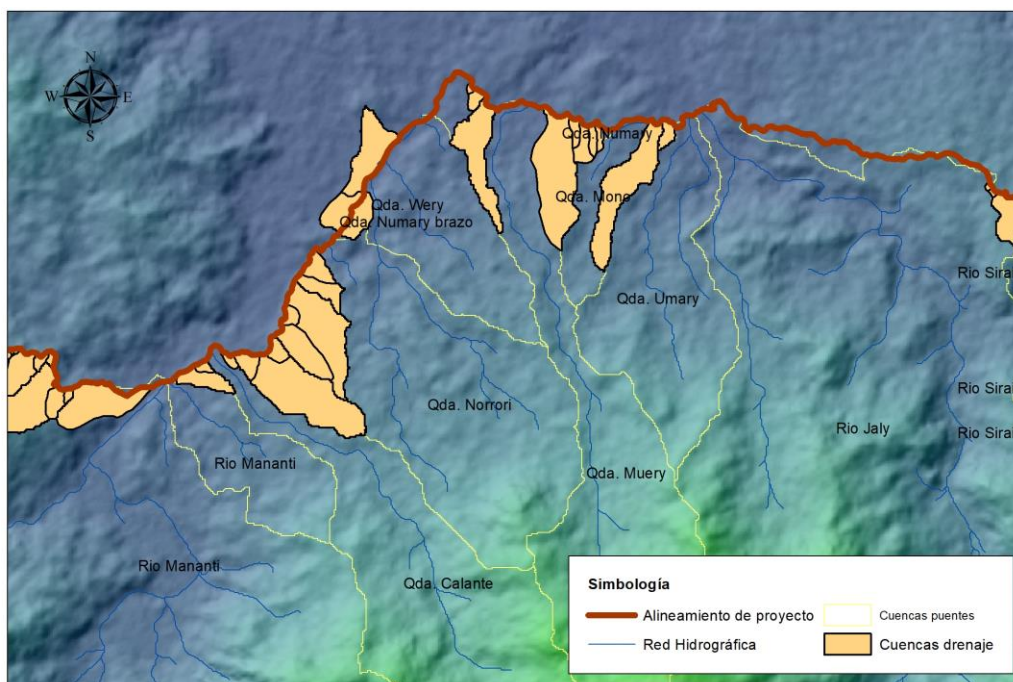 N
W E
S
Qda. Numary
Qda. Wery
Qda. Mono
Qda. Numary brazo
Rio Sira
Qda. Umary
Rio Sira
Qda. Norrori
Rio Jaly
Rio Sira
Rio Mananti
Qda. Muery
Rio Mananti
Qda. Calante
Simbología
Alineamiento de proyecto
Cuencas puentes
Red Hidrográfica
Cuencas drenaje